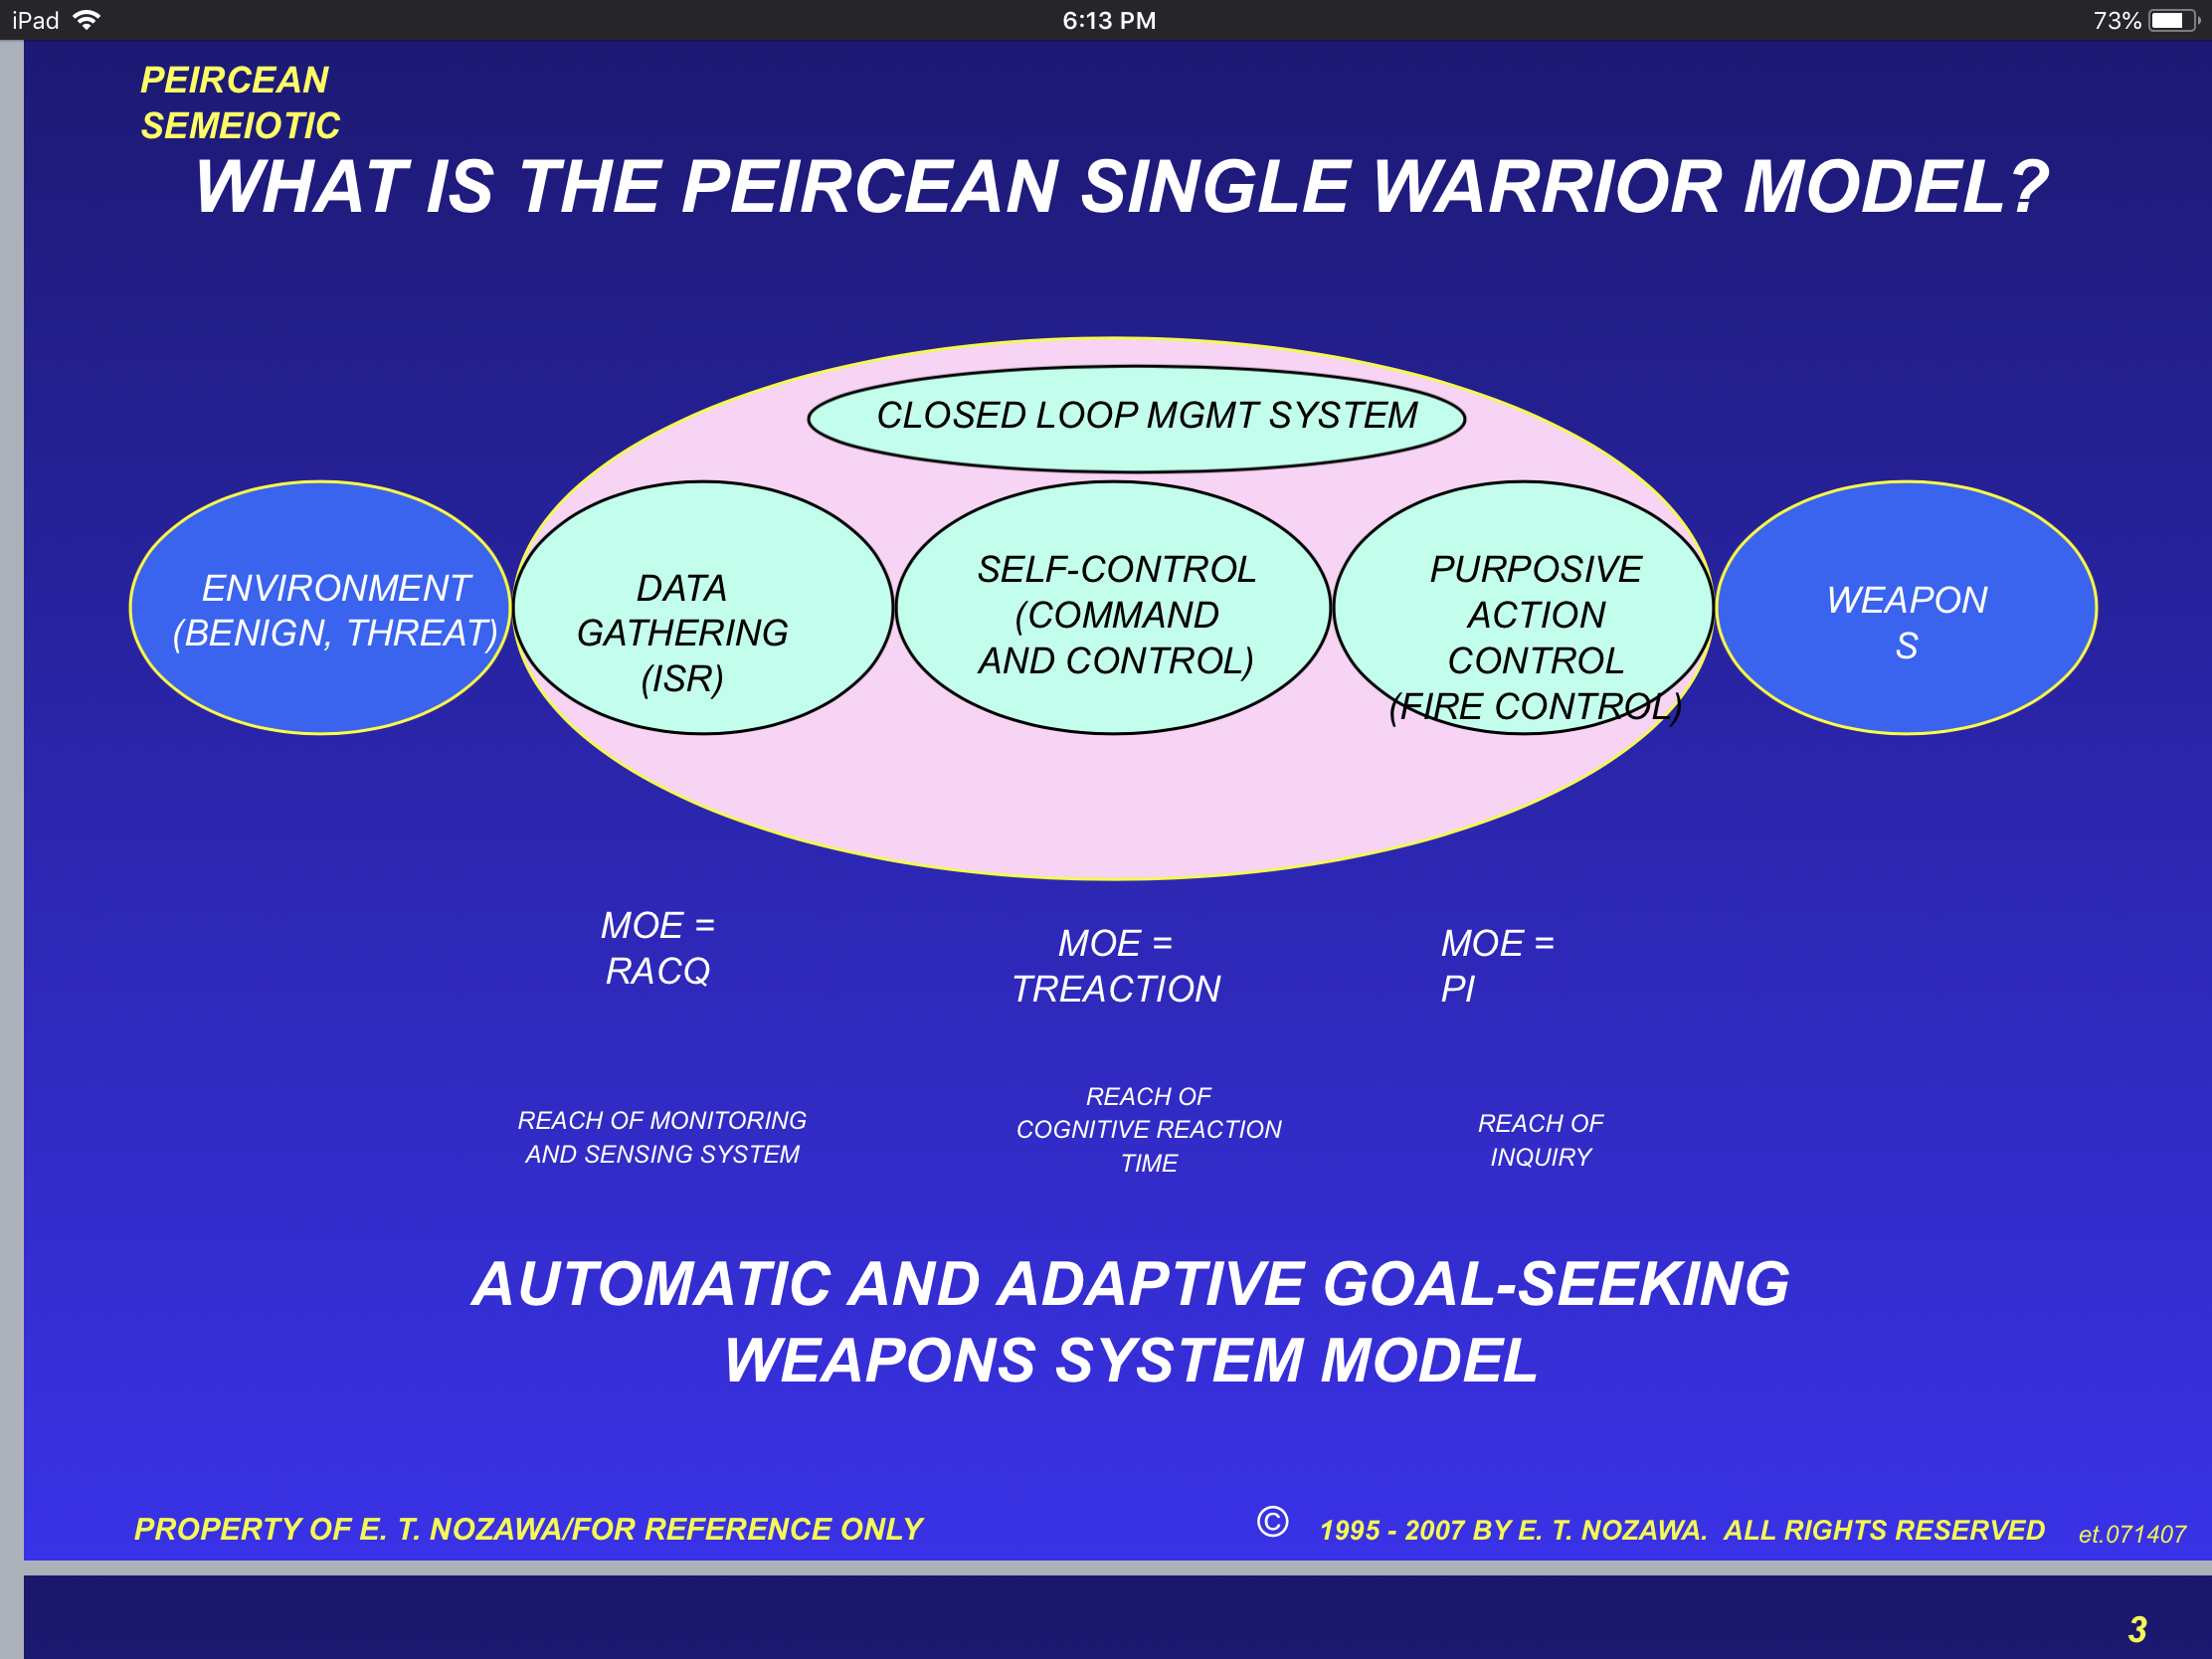 iPad
6:13 PM
73%
PEIRCEAN
SEMEIOTIC
WHAT IS THE PEIRCEAN SINGLE WARRIOR MODEL?
CLOSED LOOP MGMT SYSTEM
ENVIRONMENT
(BENIGN, THREAT)
DATA
GATHERING
(ISR)
SELF-CONTROL
(COMMAND
AND CONTROL)
PURPOSIVE
ACTION
CONTROL
(FIRE CONTROL)
WEAPON
S
MOE =
RACQ
MOE =
TREACTION
MOE =
PI
REACH OF MONITORING
AND SENSING SYSTEM
REACH OF
COGNITIVE REACTION
TIME
REACH OF
INQUIRY
AUTOMATIC AND ADAPTIVE GOAL-SEEKING
WEAPONS SYSTEM MODEL
PROPERTY OF E. T. NOZAWA/FOR REFERENCE ONLY
© 1995 - 2007 BY E. T. NOZAWA.  ALL RIGHTS RESERVED
et.071407
3